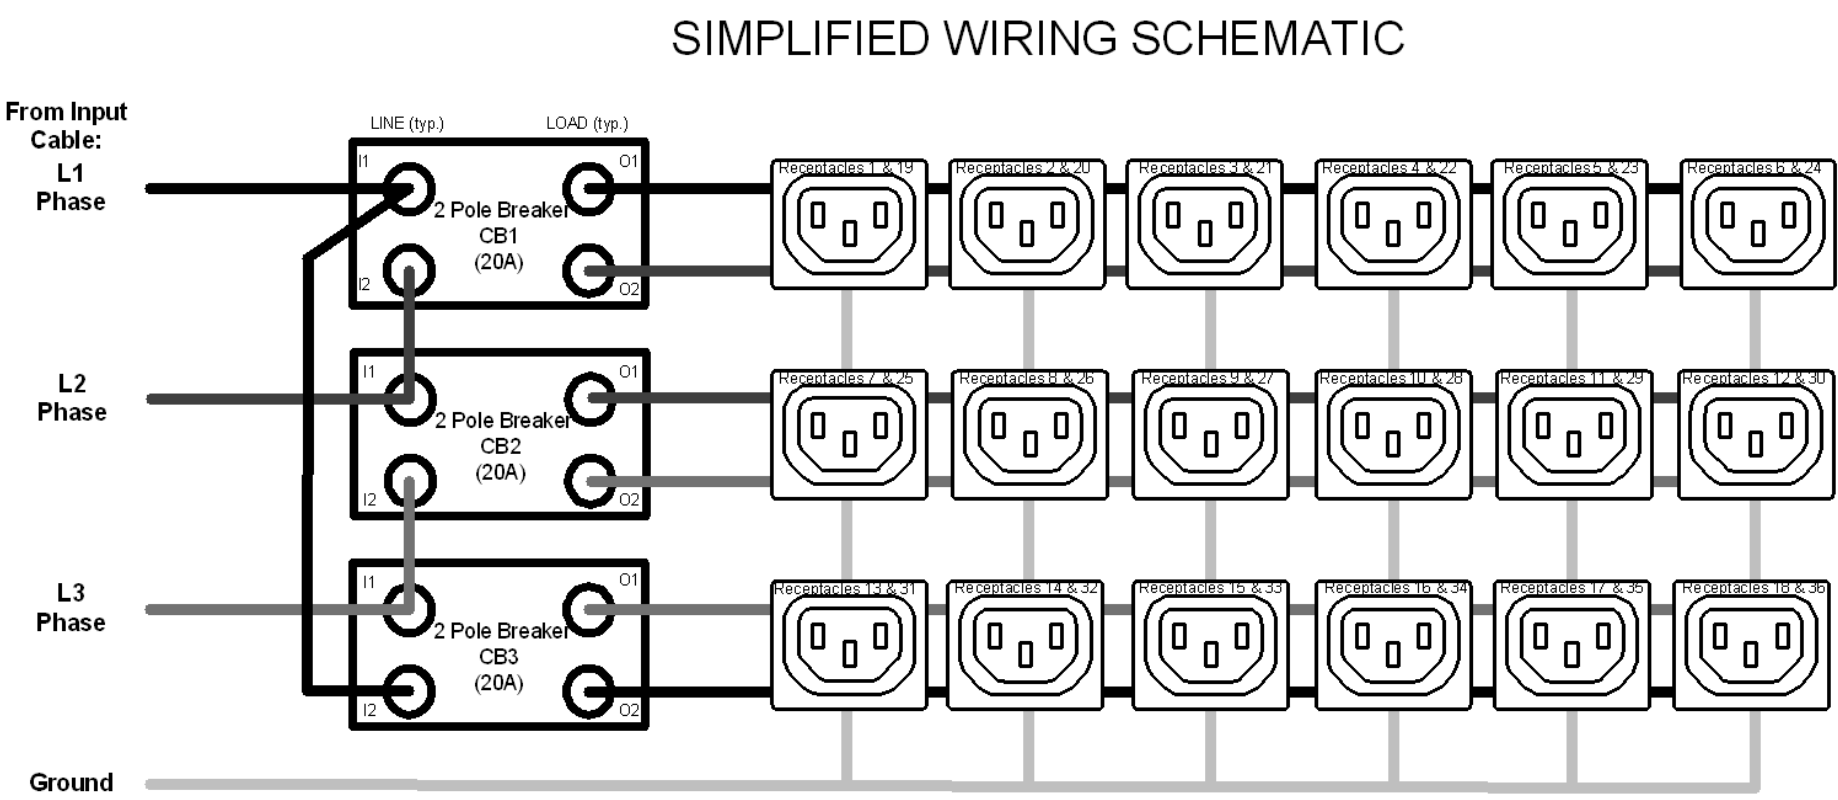 SIMPLIFIED WIRING SCHEMATIC
From Input
Cable:
L1
Phase
LINE (typ.)
LOAD (typ.)
I1
O1
2 Pole Breaker
CB1
(20A)
I2
O2
Receptacles 1 & 19
Receptacles 2 & 20
Receptacles 3 & 21
Receptacles 4 & 22
Receptacles 5 & 23
Receptacles 6 & 24
L2
Phase
I1
O1
2 Pole Breaker
CB2
(20A)
I2
O2
Receptacles 7 & 25
Receptacles 8 & 26
Receptacles 9 & 27
Receptacles 10 & 28
Receptacles 11 & 29
Receptacles 12 & 30
L3
Phase
I1
O1
2 Pole Breaker
CB3
(20A)
I2
O2
Receptacles 13 & 31
Receptacles 14 & 32
Receptacles 15 & 33
Receptacles 16 & 34
Receptacles 17 & 35
Receptacles 18 & 36
Ground